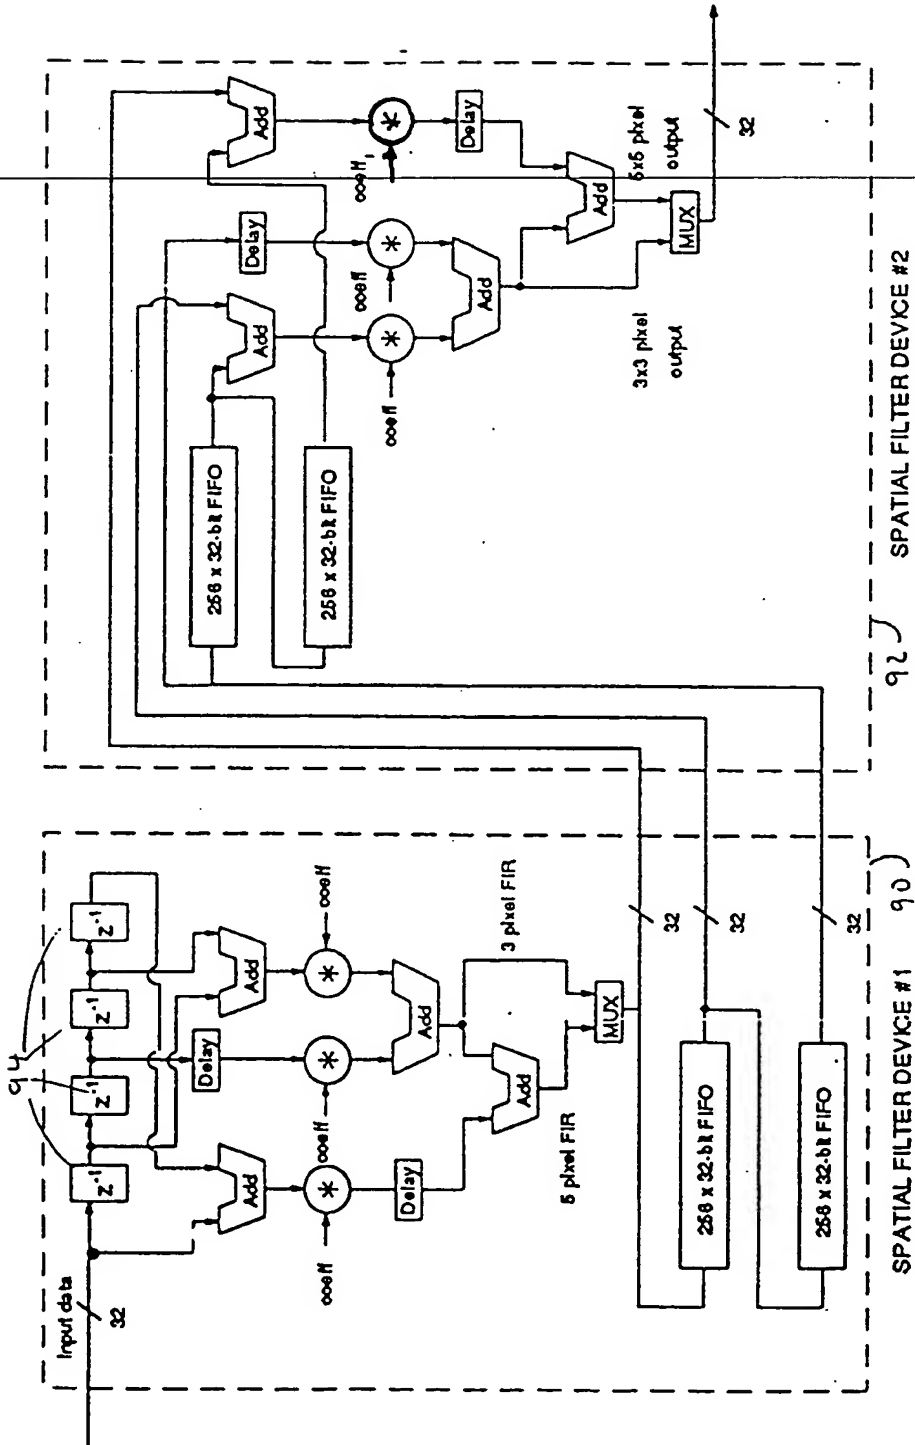 Input data
32
94
Z-1
Z-1
Z-1
Z-1
Add
Delay
Add
coeff
*
coeff
*
coeff
*
Delay
Add
Add
5 pixel FIR
3 pixel FIR
MUX
32
256 x 32-bit FIFO
32
256 x 32-bit FIFO
32
SPATIAL FILTER DEVICE #1
90
256 x 32-bit FIFO
256 x 32-bit FIFO
Add
Delay
Add
coeff
*
coeff
*
coeff
*
Add
Delay
Add
3x3 pixel
output
5x5 pixel
output
MUX
32
92
SPATIAL FILTER DEVICE #2